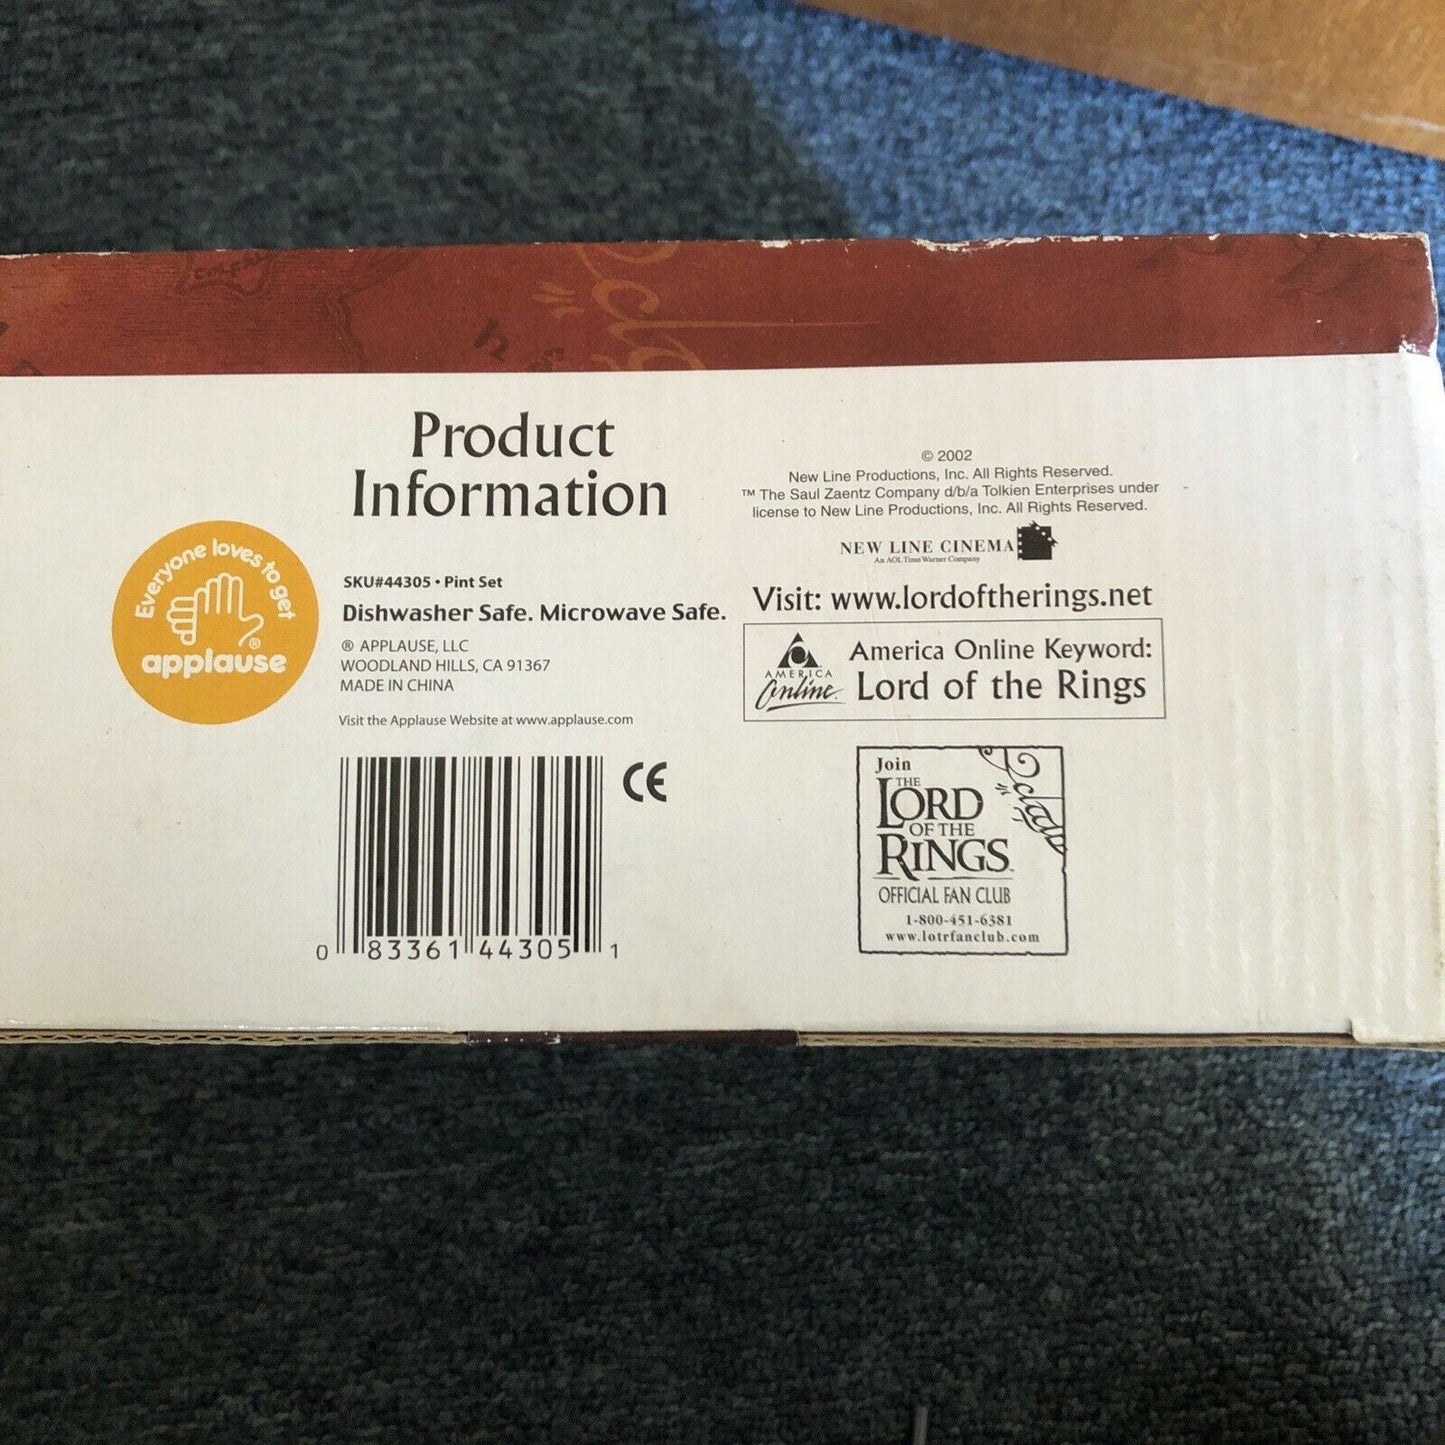 Product
Information
Everyone loves to get
®
applause
SKU#44305 • Pint Set
Dishwasher Safe. Microwave Safe.
® APPLAUSE, LLC
WOODLAND HILLS, CA 91367
MADE IN CHINA
Visit the Applause Website at www.applause.com
CE
0 83361 44305 1
© 2002
New Line Productions, Inc. All Rights Reserved.
™ The Saul Zaentz Company d/b/a Tolkien Enterprises under
license to New Line Productions, Inc. All Rights Reserved.
NEW LINE CINEMA
An AOL Time Warner Company
Visit: www.lordoftherings.net
AMERICA
Online
America Online Keyword:
Lord of the Rings
Join
THE
LORD
OF THE
RINGS
OFFICIAL FAN CLUB
1-800-451-6381
www.lotrfanclub.com